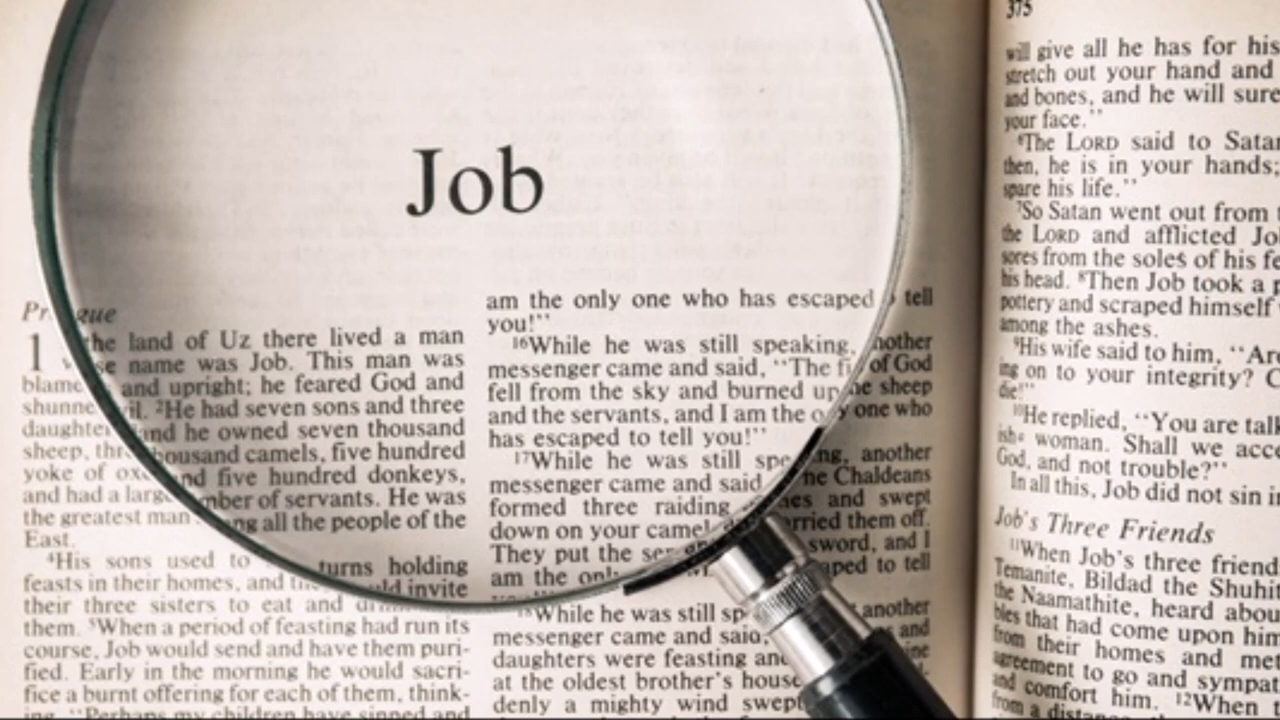 Job
Prologue
1 the land of Uz there lived a man
name was Job. This man was
and upright; he feared God and
²He had seven sons and three
and he owned seven thousand
sheep, thousand camels, five hundred
yoke of and five hundred donkeys,
and had a large number of servants. He was
the greatest man all the people of the
East.
⁴His sons used to turns holding
feasts in their homes, and would invite
their three sisters to eat and
them. ⁵When a period of feasting had run its
course, Job would send and have them puri-
fied. Early in the morning he would sacri-
fice a burnt offering for each of them, think-
ing, “Perhaps my children have sinned and
am the only one who has escaped tell
you!”
¹⁶While he was still speaking, another
messenger came and said, “The of God
fell from the sky and burned up sheep
and the servants, and I am the one who
has escaped to tell you!”
¹⁷While he was still another
messenger came and said Chaldeans
formed three raiding and swept
down on your camels off.
They put the sword, and I
am the to tell
¹⁸While he was still another
messenger came and said, and
daughters were feasting and
at the oldest brother's house
denly a mighty wind swept
375
will give all he has for his
stretch out your hand and
and bones, and he will sure
your face.”
⁶The LORD said to Satan
then, he is in your hands;
spare his life.”
⁷So Satan went out from
the LORD and afflicted
sores from the soles of his
his head. ⁸Then Job took a
pottery and scraped himself
among the ashes.
⁹His wife said to him,
ing on to your integrity?
die!”
¹⁰He replied, “You are
woman. Shall we
God, and not trouble?”
In all this, Job did not sin
Job's Three Friends
¹¹When Job's three
Temanite, Bildad the
the Naamathite, heard
that had come upon him
from their homes and
agreement to go and
and comfort him. ¹²When
from a